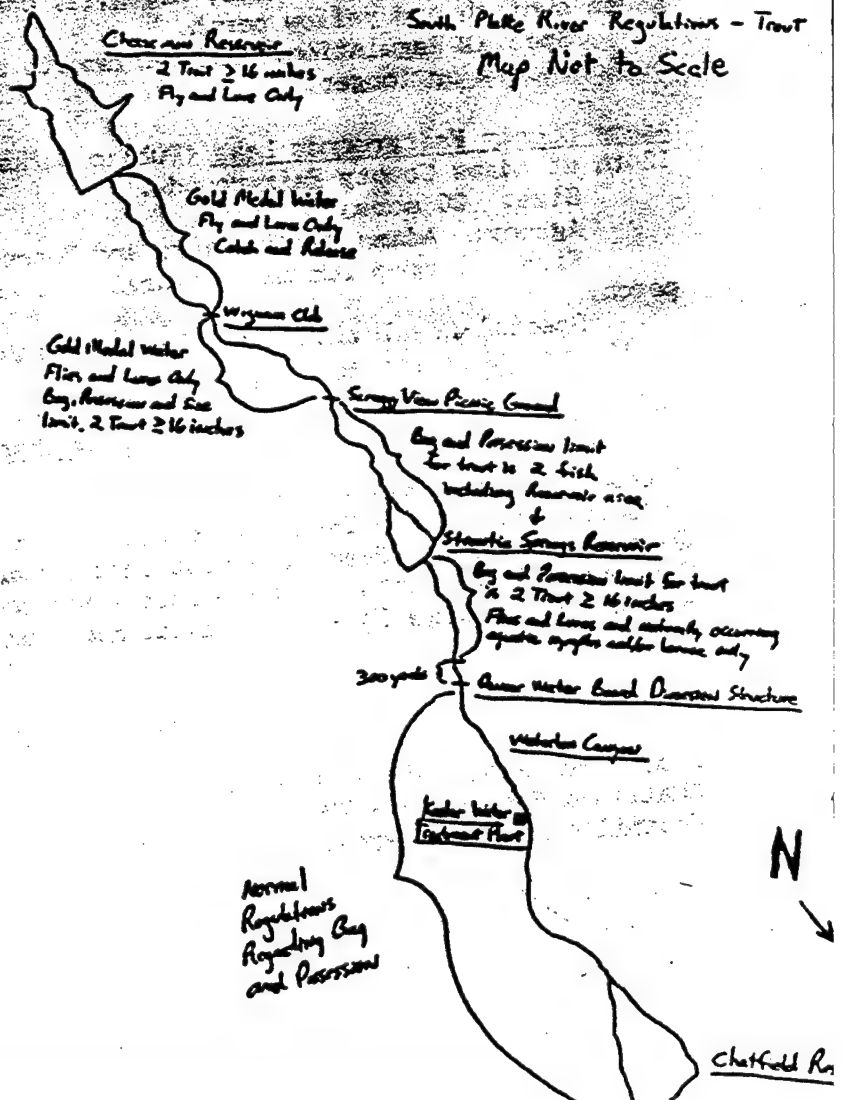 South Platte River Regulations - Trout
Map Not to Scale
Cheesman Reservoir
2 Trout ≥ 16 inches
Fly and Lure Only
Gold Medal Water
Fly and Lure Only
Catch and Release
Wigwam Club
Gold Medal Water
Flies and Lures Only
Bag, Possession and Size
limit, 2 Trout ≥ 16 inches
Scraggy View Picnic Ground
Bag and Posession limit
for trout is 2 fish
including Reservoir area
Strontia Springs Reservoir
Bag and Possession limit for trout
is 2 Trout ≥ 16 inches
Flies and Lures and naturally occurring
aquatic nymphs and/or larvae only
300 yards
Water Board Diversion Structure
Waterton Canyon
Water
Treatment Plant
Normal
Regulations
Regarding Bag
and Possession
N
Chatfield Res